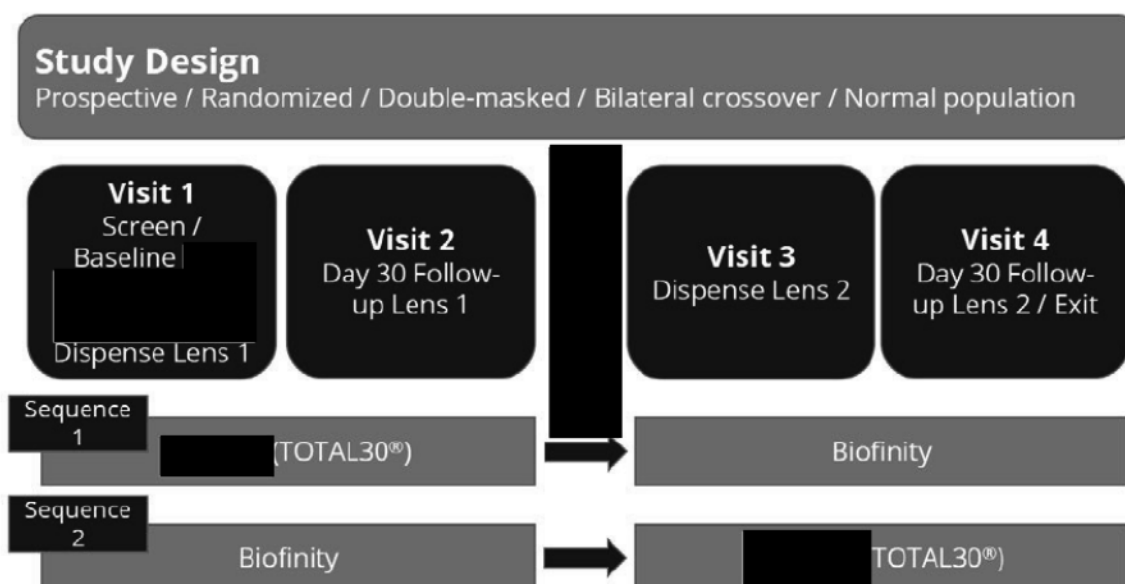 Study Design
Prospective / Randomized / Double-masked / Bilateral crossover / Normal population
Visit 1
Screen /
Baseline
Dispense Lens 1
Visit 2
Day 30 Follow-
up Lens 1
Visit 3
Dispense Lens 2
Visit 4
Day 30 Follow-
up Lens 2 / Exit
Sequence
1
(TOTAL30®)
Biofinity
Sequence
2
Biofinity
TOTAL30®)